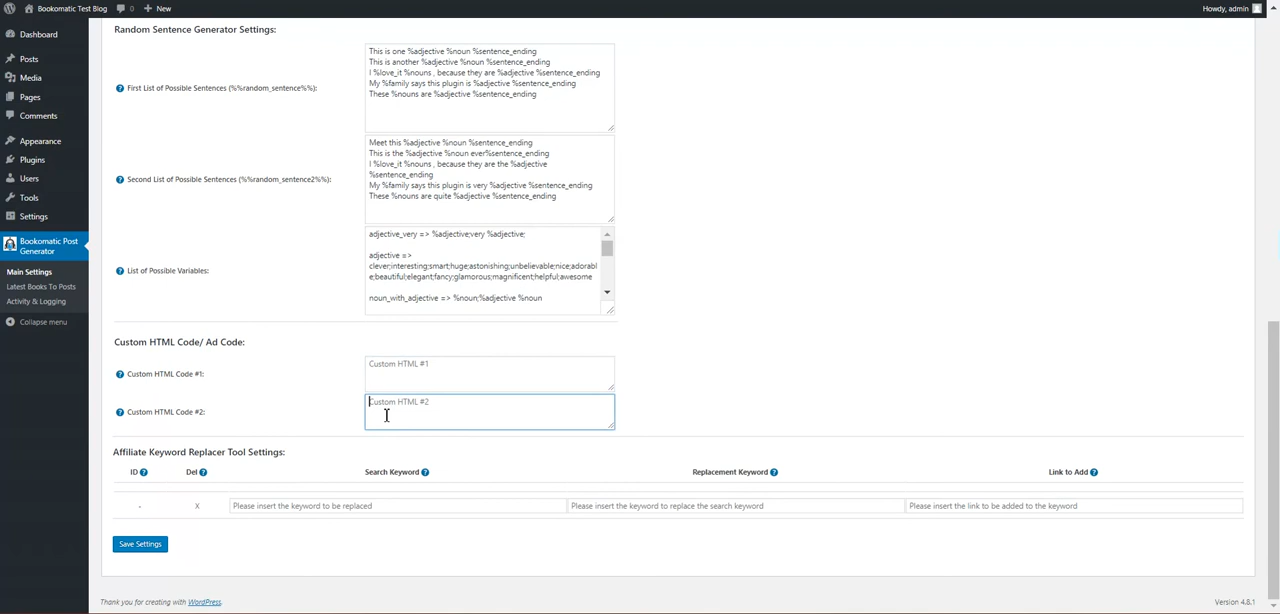 Bookomatic Test Blog
0
New
Howdy, admin
Dashboard
Posts
Media
Pages
Comments
Appearance
Plugins
Users
Tools
Settings
Bookomatic Post
Generator
Main Settings
Latest Books To Posts
Activity & Logging
Collapse menu
Random Sentence Generator Settings:
First List of Possible Sentences (%%random_sentence%%):
This is one %adjective %noun %sentence_ending
This is another %adjective %noun %sentence_ending
I %love_it %nouns , because they are %adjective %sentence_ending
My %family says this plugin is %adjective %sentence_ending
These %nouns are %adjective %sentence_ending
Second List of Possible Sentences (%%random_sentence2%%):
Meet this %adjective %noun %sentence_ending
This is the %adjective %noun ever%sentence_ending
I %love_it %nouns , because they are the %adjective
%sentence_ending
My %family says this plugin is very %adjective %sentence_ending
These %nouns are quite %adjective %sentence_ending
List of Possible Variables:
adjective_very => %adjective;very %adjective;
adjective =>
clever;interesting;smart;huge;astonishing;unbelievable;nice;adorabl
e;beautiful;elegant;fancy;glamorous;magnificent;helpful;awesome
noun_with_adjective => %noun;%adjective %noun
Custom HTML Code/ Ad Code:
Custom HTML Code #1:
Custom HTML #1
Custom HTML Code #2:
Custom HTML #2
Affiliate Keyword Replacer Tool Settings:
ID Del Search Keyword Replacement Keyword Link to Add
- X Please insert the keyword to be replaced Please insert the keyword to replace the search keyword Please insert the link to be added to the keyword
Save Settings
Thank you for creating with WordPress.
Version 4.8.1